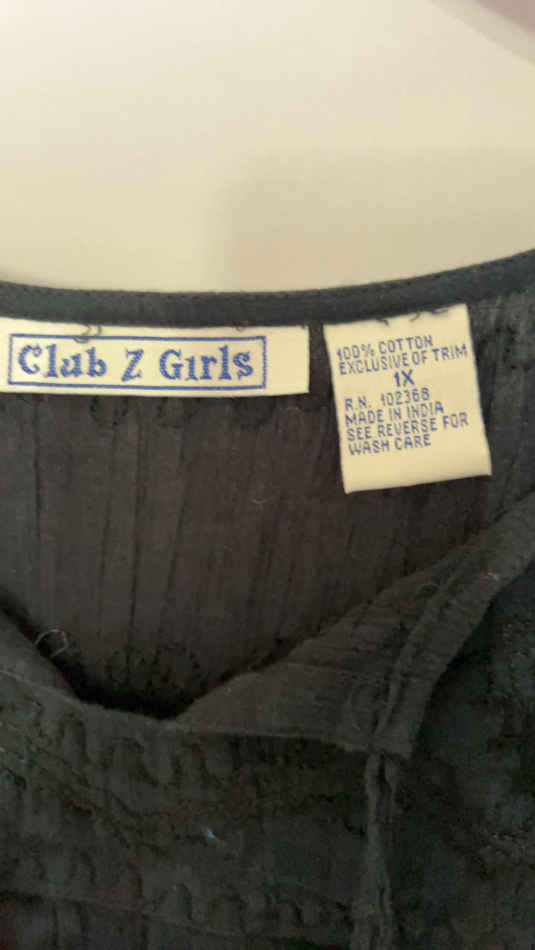 Club Z Girls
100% COTTON
EXCLUSIVE OF TRIM
1X
R.N. 102368
MADE IN INDIA
SEE REVERSE FOR
WASH CARE